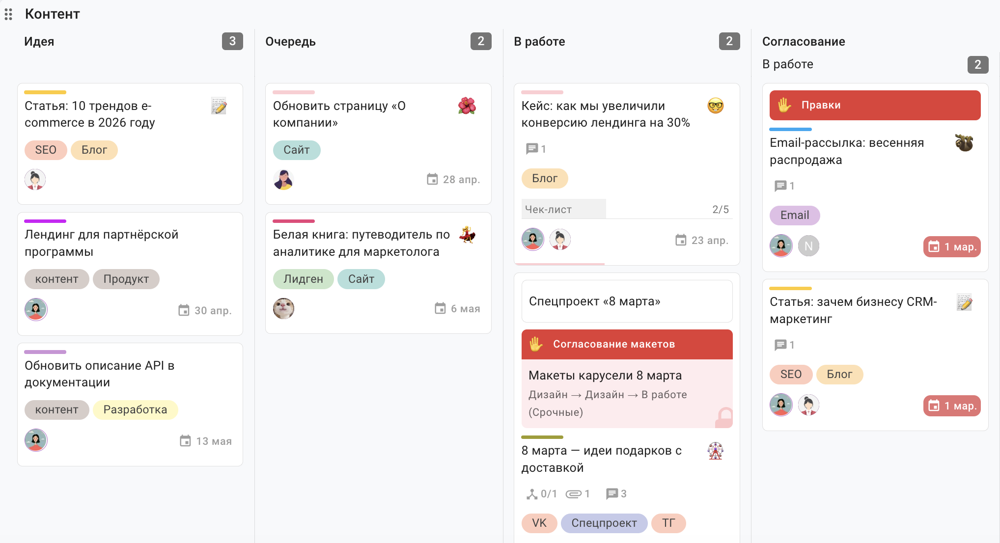 Контент
Идея
3
Статья: 10 трендов e-
commerce в 2026 году
SEO
Блог
Лендинг для партнёрской
программы
контент
Продукт
30 апр.
Обновить описание API в
документации
контент
Разработка
13 мая
Очередь
2
Обновить страницу «О
компании»
Сайт
28 апр.
Белая книга: путеводитель по
аналитике для маркетолога
Лидген
Сайт
6 мая
В работе
2
Кейс: как мы увеличили
конверсию лендинга на 30%
1
Блог
Чек-лист 2/5
23 апр.
Спецпроект «8 марта»
Согласование макетов
Макеты карусели 8 марта
Дизайн → Дизайн → В работе
(Срочные)
8 марта — идеи подарков с
доставкой
0/1 1 3
VK
Спецпроект
ТГ
Согласование
В работе
2
Правки
Email-рассылка: весенняя
распродажа
1
Email
N
1 мар.
Статья: зачем бизнесу CRM-
маркетинг
1
SEO
Блог
1 мар.